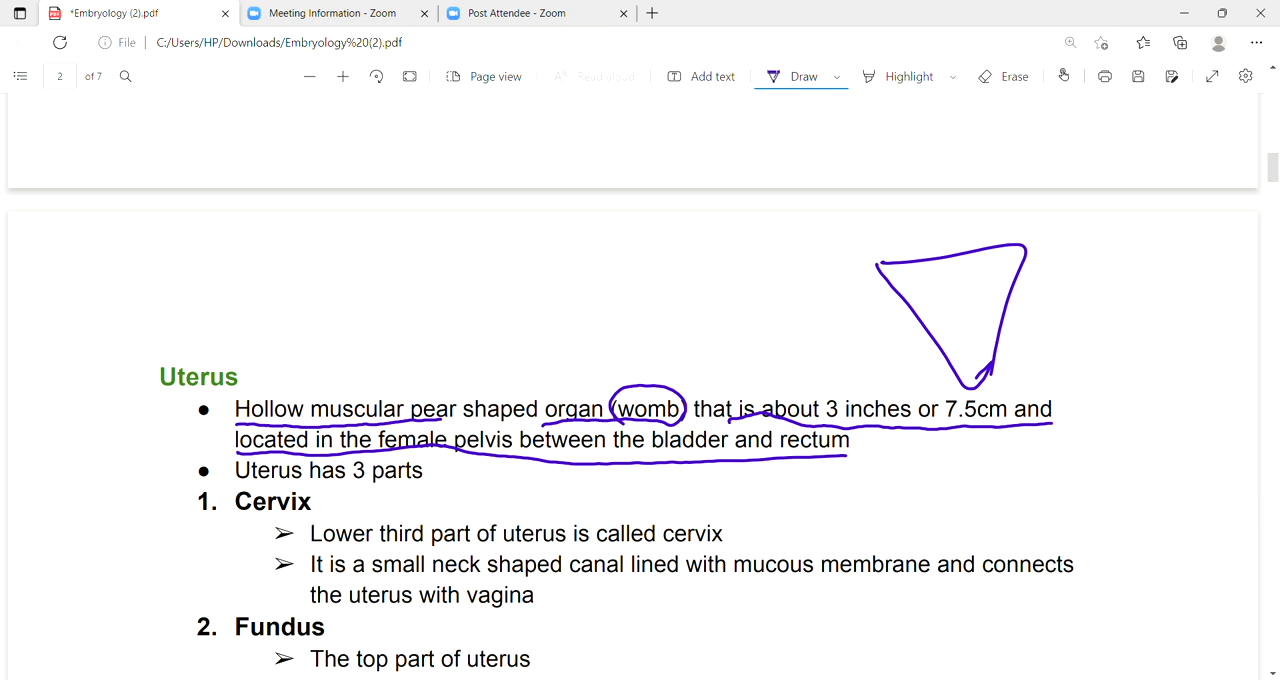 *Embryology (2).pdf
Meeting Information - Zoom
Post Attendee - Zoom
File
C:/Users/HP/Downloads/Embryology%20(2).pdf
2 of 7
Page view
Read aloud
Add text
Draw
Highlight
Erase
Uterus
● Hollow muscular pear shaped organ (womb) that is about 3 inches or 7.5cm and
located in the female pelvis between the bladder and rectum
● Uterus has 3 parts
1. Cervix
➢ Lower third part of uterus is called cervix
➢ It is a small neck shaped canal lined with mucous membrane and connects
the uterus with vagina
2. Fundus
➢ The top part of uterus